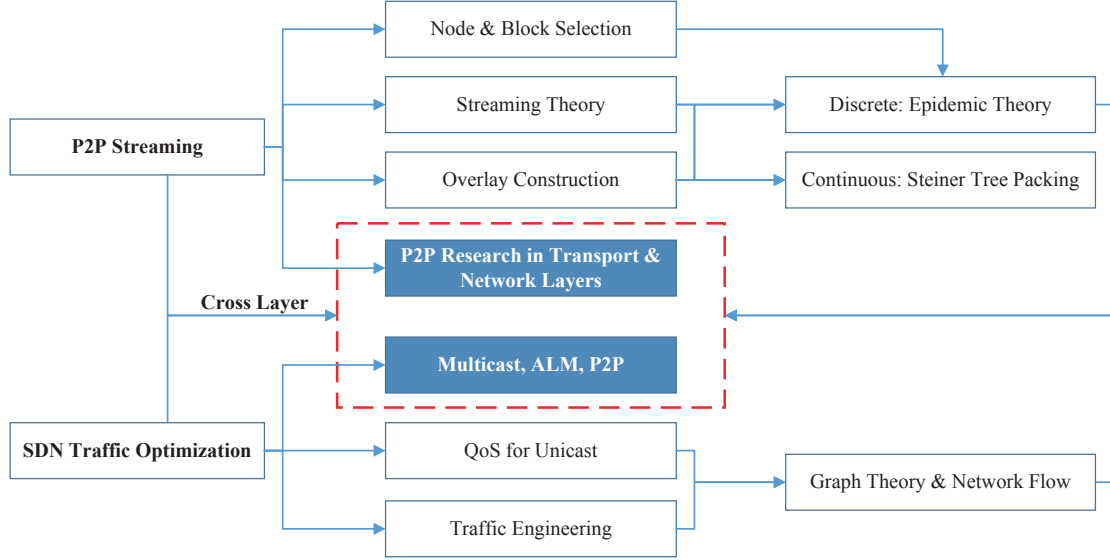 Node & Block Selection
Streaming Theory
Discrete: Epidemic Theory
P2P Streaming
Overlay Construction
Continuous: Steiner Tree Packing
P2P Research in Transport &
Network Layers
Cross Layer
Multicast, ALM, P2P
SDN Traffic Optimization
QoS for Unicast
Graph Theory & Network Flow
Traffic Engineering